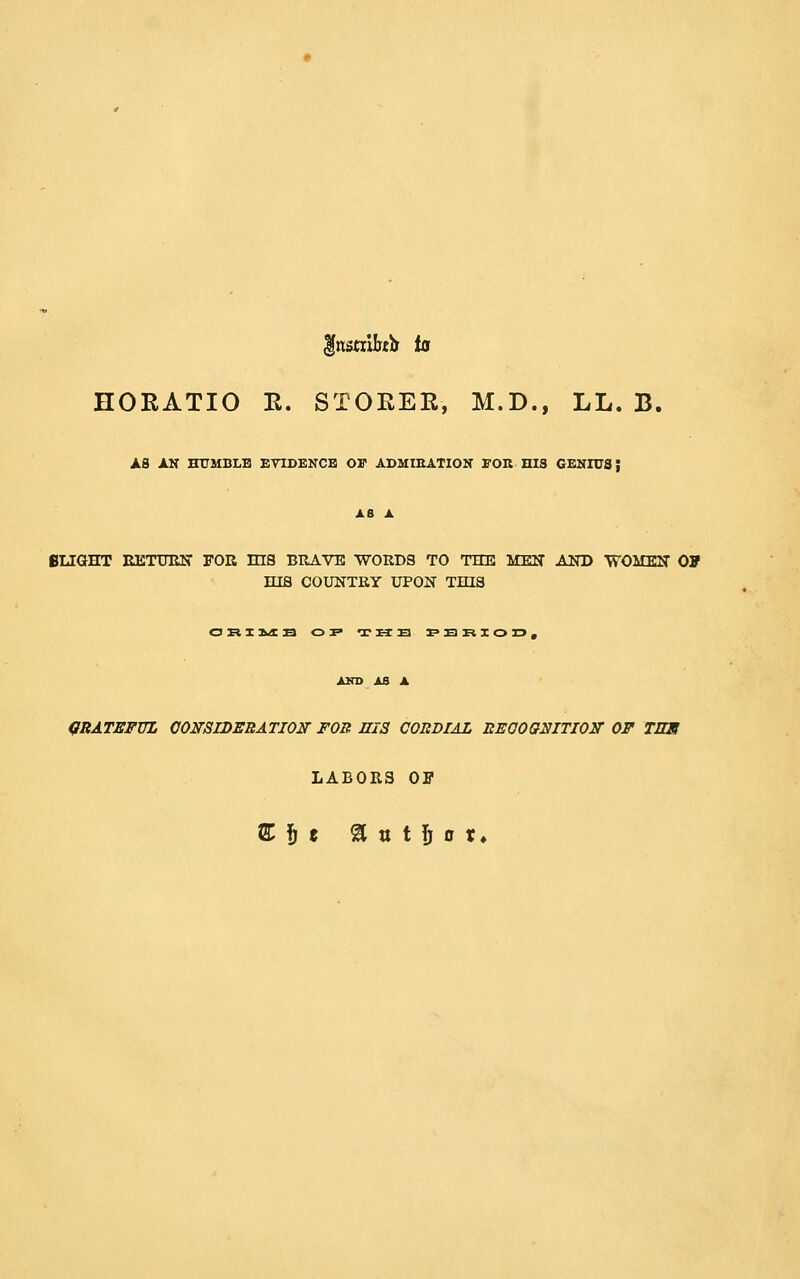 Inscribed to
HORATIO R. STORER, M.D., LL. B.
AS AN HUMBLE EVIDENCE OF ADMIRATION FOR HIS GENIUS;
AS A
SLIGHT RETURN FOR HIS BRAVE WORDS TO THE MEN AND WOMEN OF
HIS COUNTRY UPON THIS
CRIME OF THE PERIOD,
AND AS A
GRATEFUL CONSIDERATION FOR HIS CORDIAL RECOGNITION OF THE
LABORS OF
The Author.